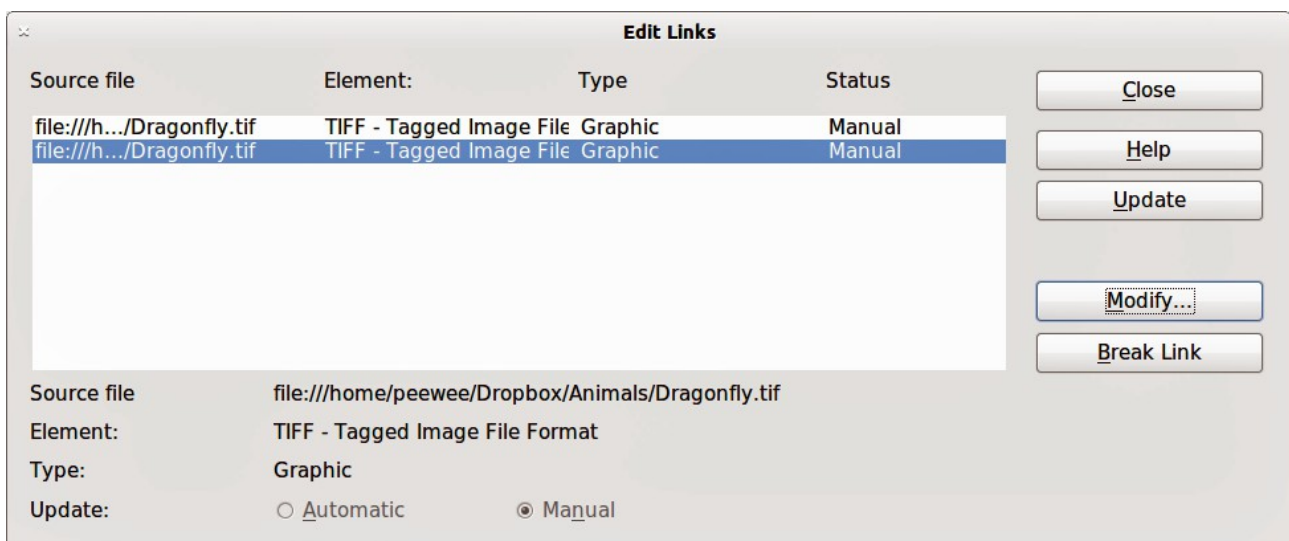 Edit Links
Source file Element: Type Status
Close
file:///h.../Dragonfly.tif TIFF - Tagged Image File Graphic Manual
file:///h.../Dragonfly.tif TIFF - Tagged Image File Graphic Manual
Help
Update
Modify...
Break Link
Source file file:///home/peewee/Dropbox/Animals/Dragonfly.tif
Element: TIFF - Tagged Image File Format
Type: Graphic
Update: Automatic Manual